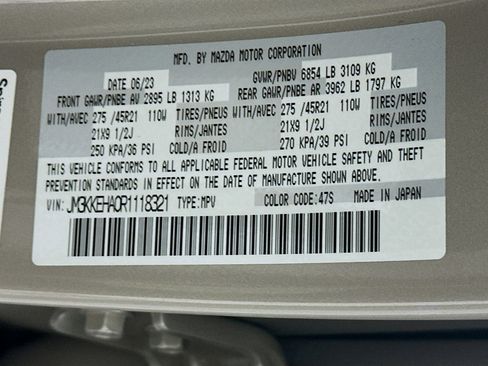 MFD. BY MAZDA MOTOR CORPORATION
DATE 06/23 GVWR/PNBV 6854 LB 3109 KG
FRONT GAWR/PNBE AV 2895 LB 1313 KG REAR GAWR/PNBE AR 3962 LB 1797 KG
WITH/AVEC 275 /45R21 110W TIRES/PNEUS WITH/AVEC 275 /45R21 110W TIRES/PNEUS
21X9 1/2J RIMS/JANTES 21X9 1/2J RIMS/JANTES
250 KPA/36 PSI COLD/A FROID 270 KPA/39 PSI COLD/A FROID
THIS VEHICLE CONFORMS TO ALL APPLICABLE FEDERAL MOTOR VEHICLE SAFETY AND THEFT
PREVENTION STANDARDS IN EFFECT ON THE DATE OF MANUFACTURE SHOWN ABOVE.
VIN: JM3KKEHA0R1118321 TYPE:MPV COLOR CODE:47S MADE IN JAPAN